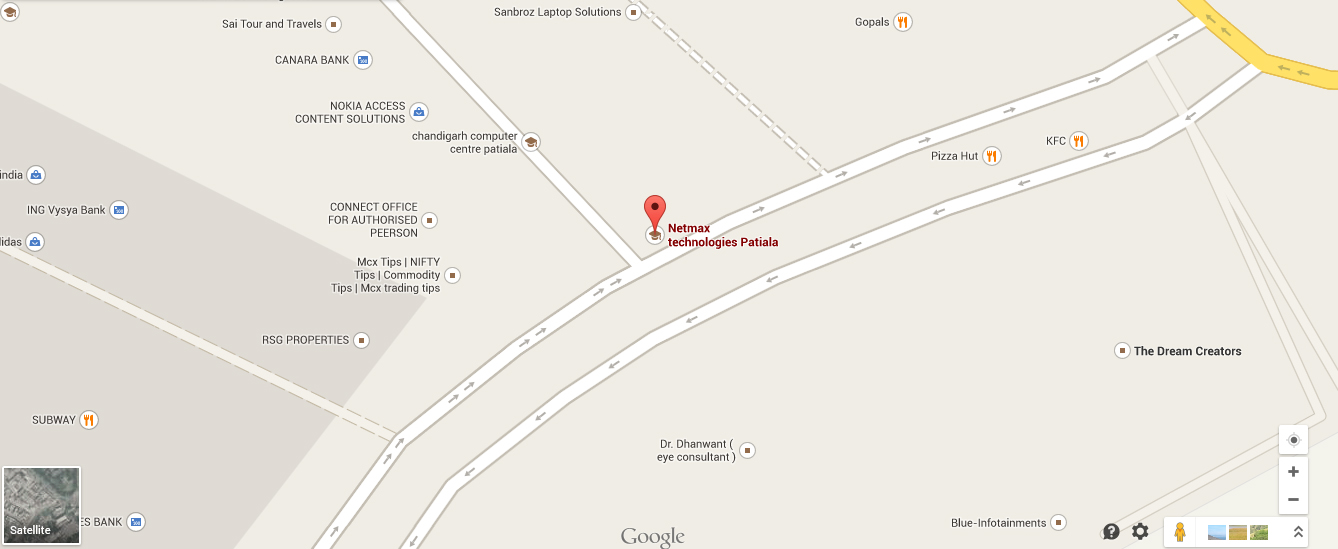 Sanbroz Laptop Solutions
Sai Tour and Travels
Gopals
CANARA BANK
NOKIA ACCESS
CONTENT SOLUTIONS
chandigarh computer
centre patiala
KFC
Pizza Hut
india
ING Vysya Bank
CONNECT OFFICE
FOR AUTHORISED
PEERSON
Netmax
technologies Patiala
didas
Mcx Tips | NIFTY
Tips | Commodity
Tips | Mcx trading tips
RSG PROPERTIES
The Dream Creators
SUBWAY
Dr. Dhanwant (
eye consultant )
Satellite
ES BANK
Blue-Infotainments
Google